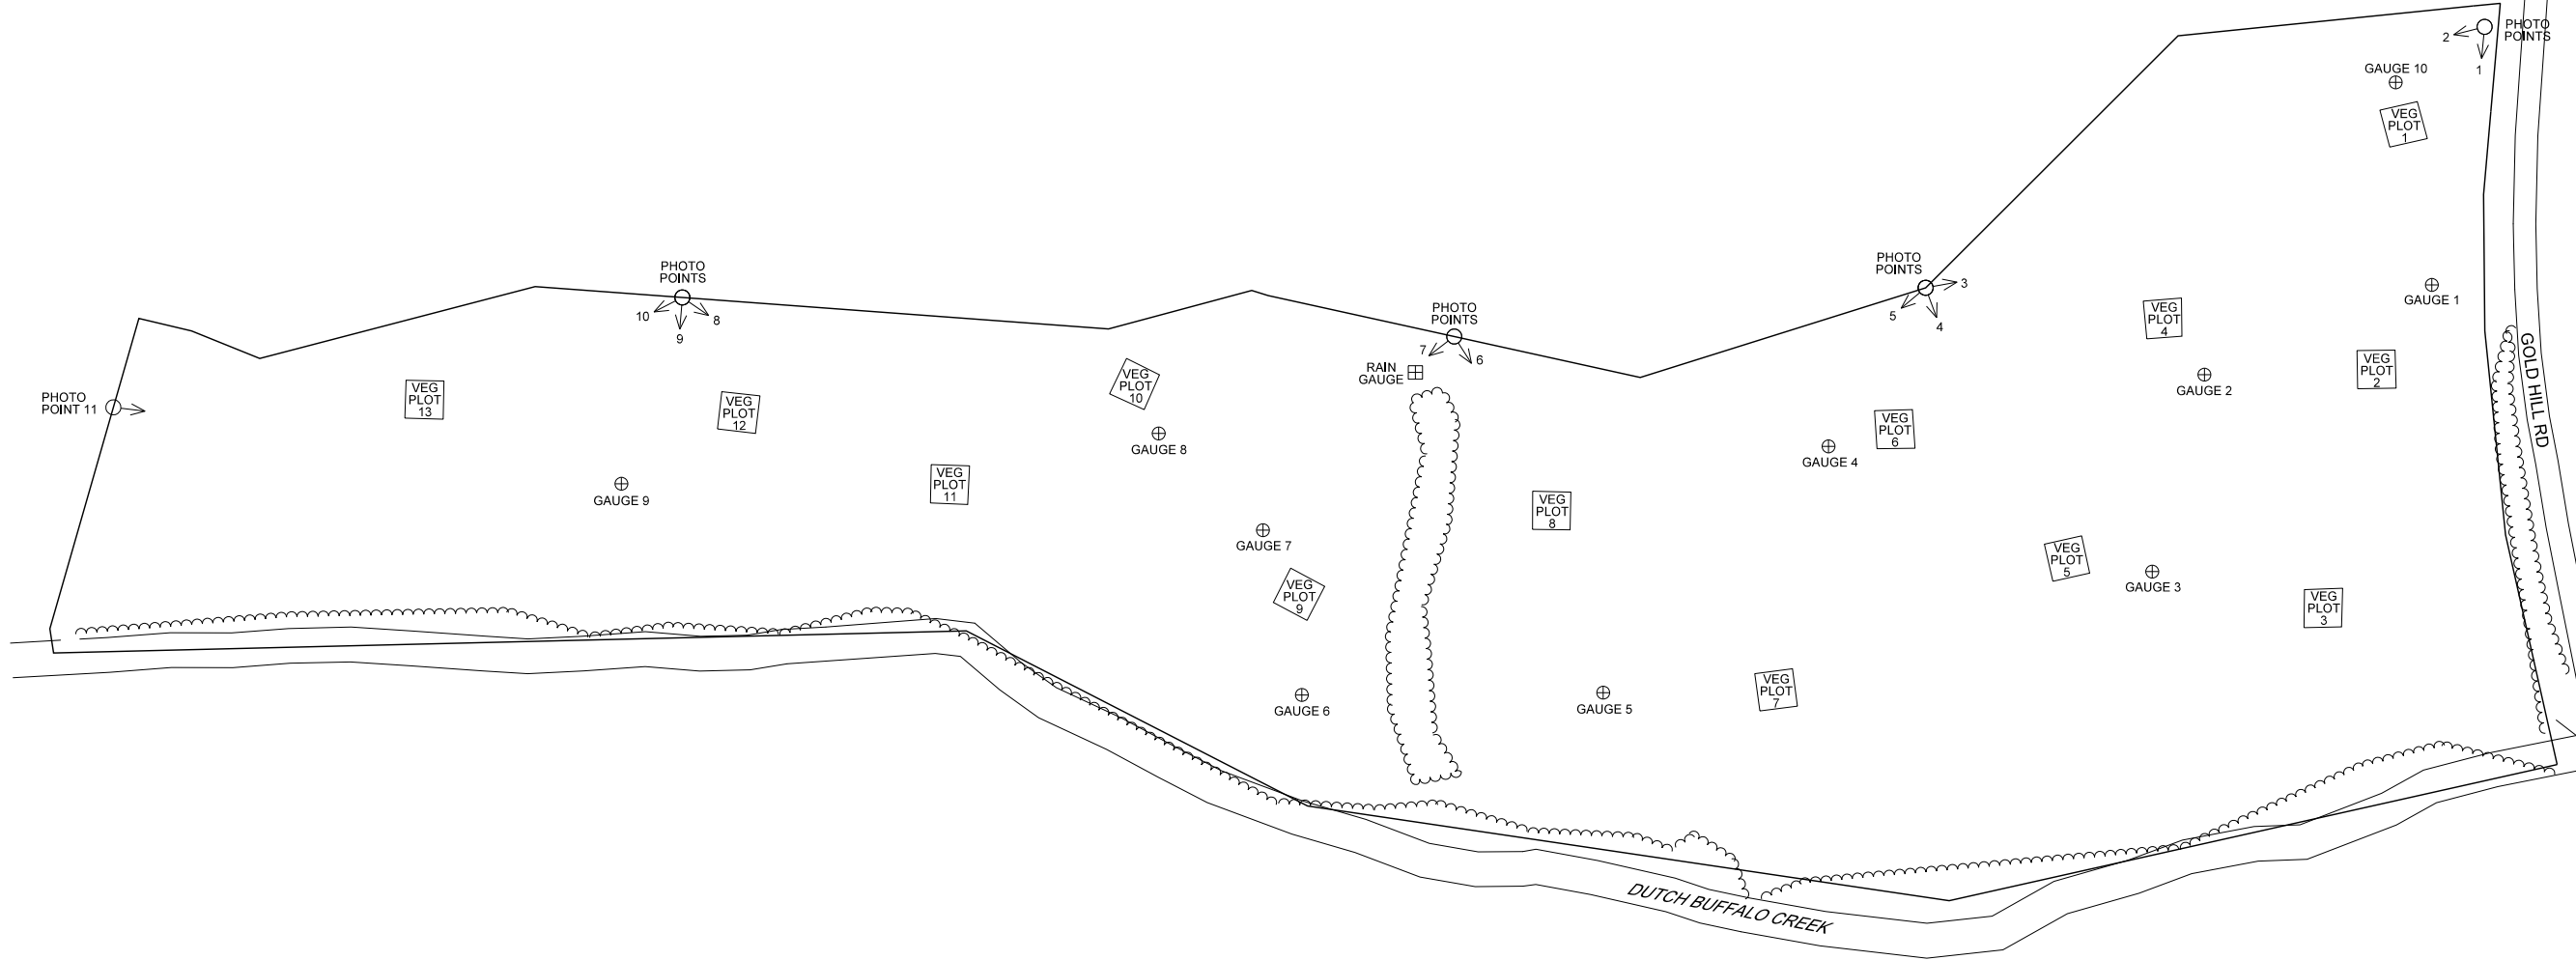 PHOTO
POINTS
2
1
GAUGE 10
VEG
PLOT
1
PHOTO
POINTS
3
5
4
PHOTO
POINTS
10
8
9
PHOTO
POINTS
7
6
RAIN
GAUGE
GAUGE 1
VEG
PLOT
4
VEG
PLOT
2
GAUGE 2
GOLD HILL RD
PHOTO
POINT 11
VEG
PLOT
13
VEG
PLOT
12
VEG
PLOT
10
GAUGE 8
VEG
PLOT
6
GAUGE 4
GAUGE 9
VEG
PLOT
11
VEG
PLOT
8
GAUGE 7
VEG
PLOT
5
GAUGE 3
VEG
PLOT
9
VEG
PLOT
3
GAUGE 6
GAUGE 5
VEG
PLOT
7
DUTCH BUFFALO CREEK